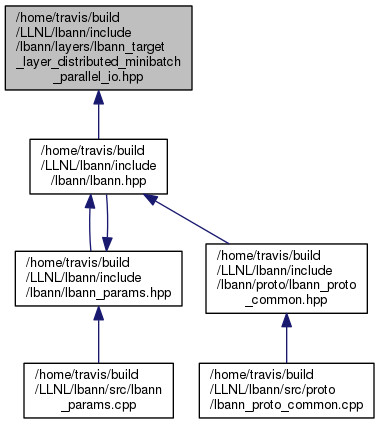 /home/travis/build
/LLNL/lbann/include
/lbann/layers/lbann_target
_layer_distributed_minibatch
_parallel_io.hpp
/home/travis/build
/LLNL/lbann/include
/lbann/lbann.hpp
/home/travis/build
/LLNL/lbann/include
/lbann/lbann_params.hpp
/home/travis/build
/LLNL/lbann/include
/lbann/proto/lbann_proto
_common.hpp
/home/travis/build
/LLNL/lbann/src/lbann
_params.cpp
/home/travis/build
/LLNL/lbann/src/proto
/lbann_proto_common.cpp